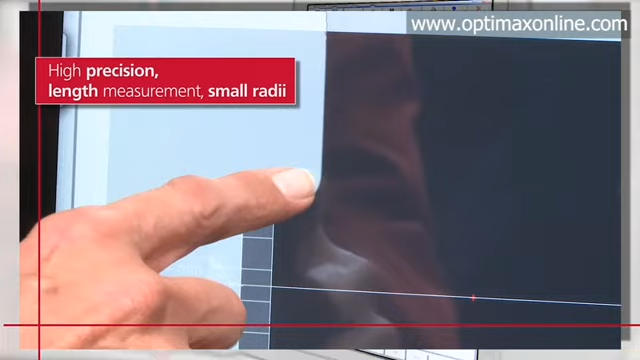 www.optimaxonline.com
High precision,
length measurement, small radii